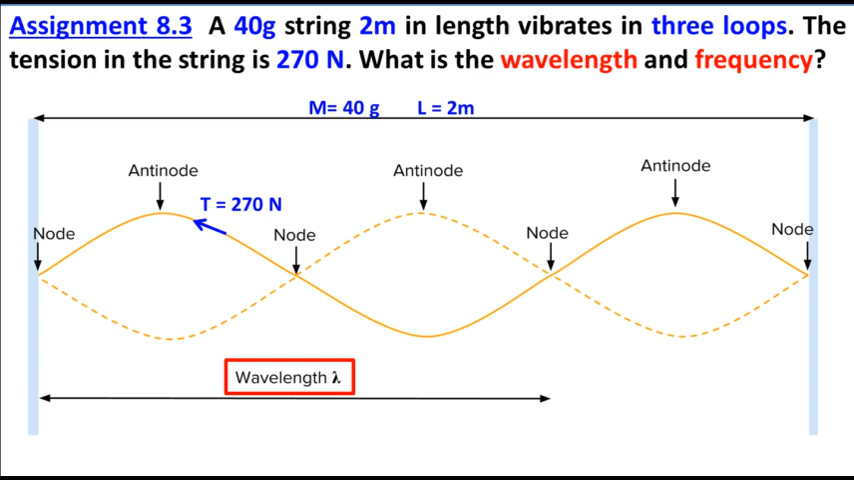 Assignment 8.3 A 40g string 2m in length vibrates in three loops. The
tension in the string is 270 N. What is the wavelength and frequency?
M= 40 g L = 2m
Antinode
Antinode
Antinode
T = 270 N
Node
Node
Node
Node
Wavelength λ